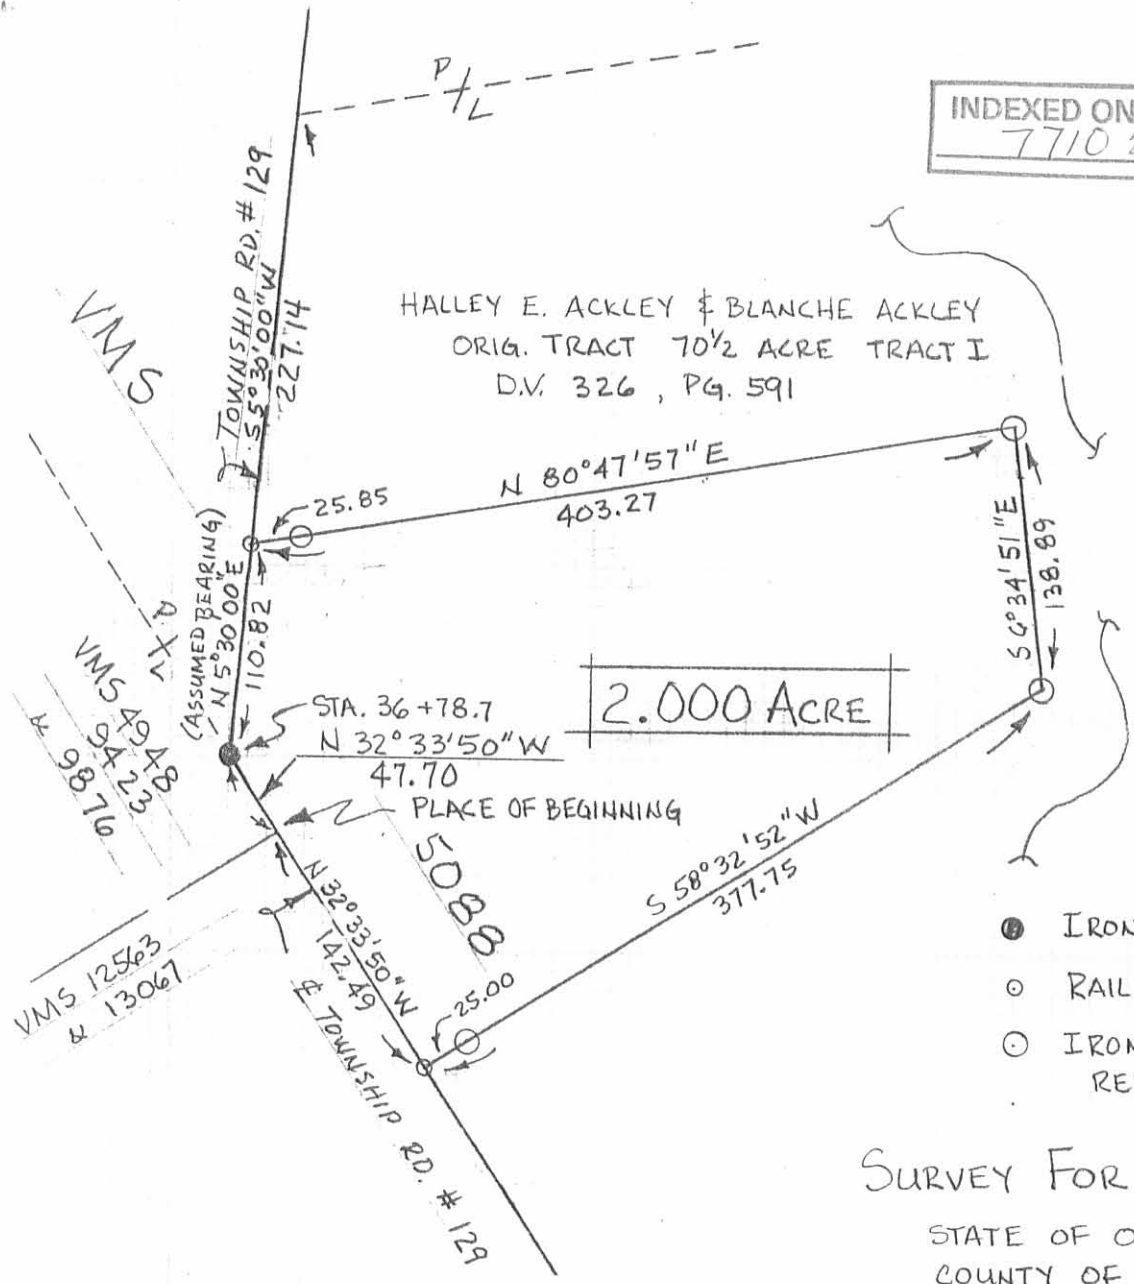 P/L
INDEXED ON
7710
TOWNSHIP RD. # 129
S 5°30'00"W
227.14
VMS
HALLEY E. ACKLEY & BLANCHE ACKLEY
ORIG. TRACT 70½ ACRE TRACT I
D.V. 326, PG. 591
N 80°47'57"E
403.27
25.85
S 6°34'51"E
138.89
(ASSUMED BEARING)
N 5°30'00"E
110.82
VMS 4948
9423
& 9876
STA. 36+78.7
N 32°33'50"W
47.70
PLACE OF BEGINNING
2.000 ACRE
5088
S 58°32'52"W
377.75
N 32°33'50"W
142.49
25.00
VMS 12563
& 13067
℄ TOWNSHIP RD. # 129
IRON
RAIL
IRON
RE
SURVEY FOR
STATE OF O
COUNTY OF